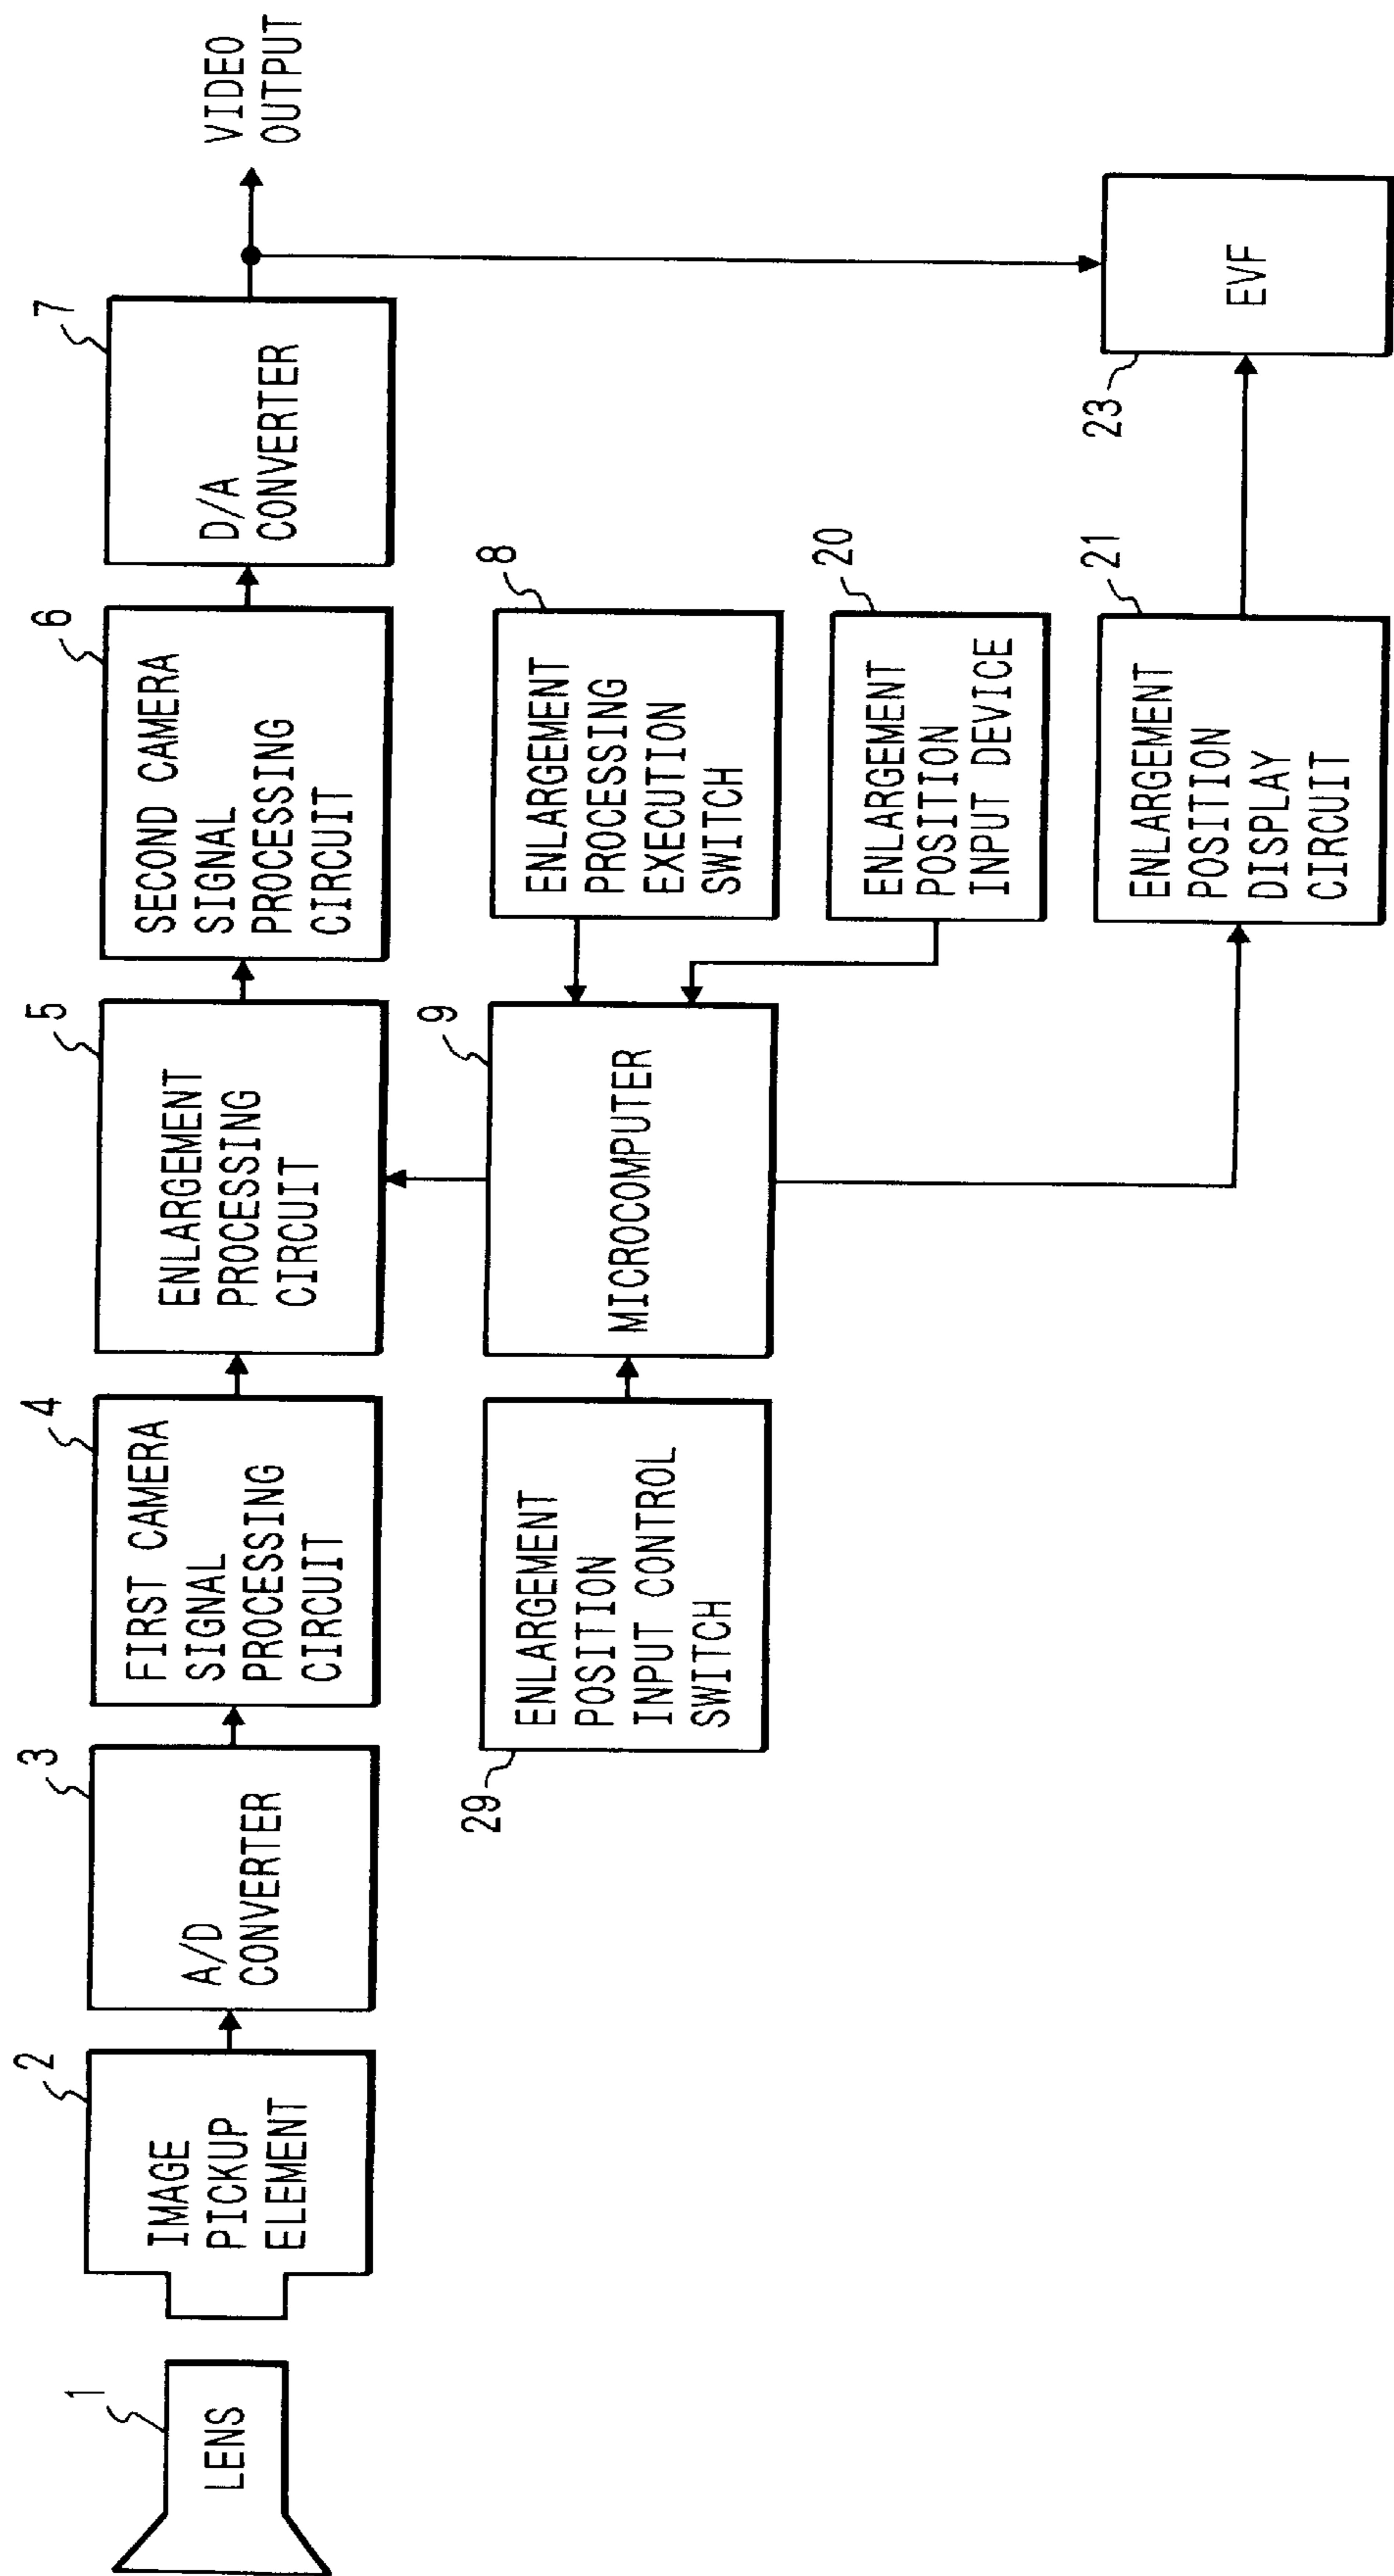 1
LENS
2
IMAGE
PICKUP
ELEMENT
3
A/D
CONVERTER
4
FIRST CAMERA
SIGNAL
PROCESSING
CIRCUIT
5
ENLARGEMENT
PROCESSING
CIRCUIT
6
SECOND CAMERA
SIGNAL
PROCESSING
CIRCUIT
7
D/A
CONVERTER
VIDEO
OUTPUT
29
ENLARGEMENT
POSITION
INPUT CONTROL
SWITCH
9
MICROCOMPUTER
8
ENLARGEMENT
PROCESSING
EXECUTION
SWITCH
20
ENLARGEMENT
POSITION
INPUT DEVICE
21
ENLARGEMENT
POSITION
DISPLAY
CIRCUIT
23
EVF